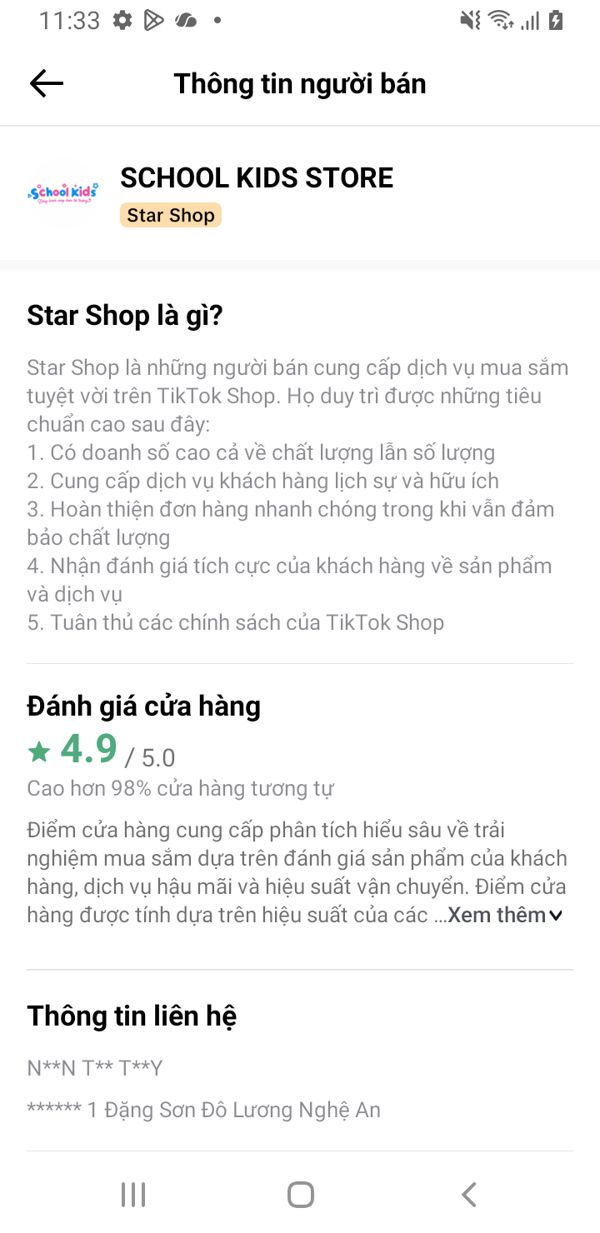 11:33
Thông tin người bán
School Kids
SCHOOL KIDS STORE
Star Shop
Star Shop là gì?
Star Shop là những người bán cung cấp dịch vụ mua sắm
tuyệt vời trên TikTok Shop. Họ duy trì được những tiêu
chuẩn cao sau đây:
1. Có doanh số cao cả về chất lượng lẫn số lượng
2. Cung cấp dịch vụ khách hàng lịch sự và hữu ích
3. Hoàn thiện đơn hàng nhanh chóng trong khi vẫn đảm
bảo chất lượng
4. Nhận đánh giá tích cực của khách hàng về sản phẩm
và dịch vụ
5. Tuân thủ các chính sách của TikTok Shop
Đánh giá cửa hàng
4.9 / 5.0
Cao hơn 98% cửa hàng tương tự
Điểm cửa hàng cung cấp phân tích hiểu sâu về trải
nghiệm mua sắm dựa trên đánh giá sản phẩm của khách
hàng, dịch vụ hậu mãi và hiệu suất vận chuyển. Điểm cửa
hàng được tính dựa trên hiệu suất của các ...Xem thêm
Thông tin liên hệ
N**N T** T**Y
****** 1 Đặng Sơn Đô Lương Nghệ An